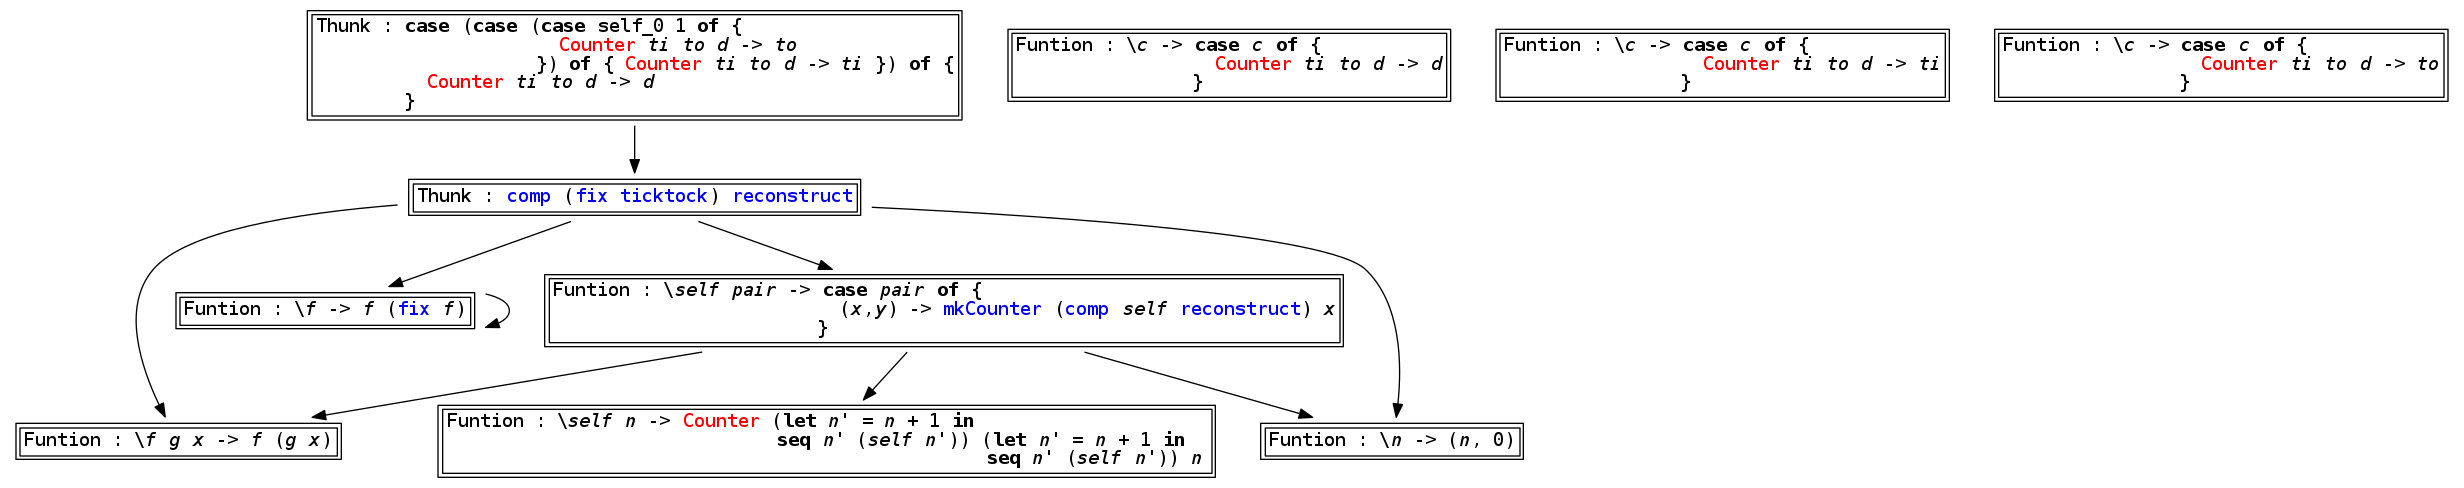 Thunk : case (case (case self_0 1 of {
Counter ti to d -> to
}) of { Counter ti to d -> ti }) of {
Counter ti to d -> d
}
Funtion : \c -> case c of {
Counter ti to d -> d
}
Funtion : \c -> case c of {
Counter ti to d -> ti
}
Funtion : \c -> case c of {
Counter ti to d -> to
}
Thunk : comp (fix ticktock) reconstruct
Funtion : \f -> f (fix f)
Funtion : \self pair -> case pair of {
(x,y) -> mkCounter (comp self reconstruct) x
}
Funtion : \f g x -> f (g x)
Funtion : \self n -> Counter (let n' = n + 1 in
seq n' (self n')) (let n' = n + 1 in
seq n' (self n')) n
Funtion : \n -> (n, 0)